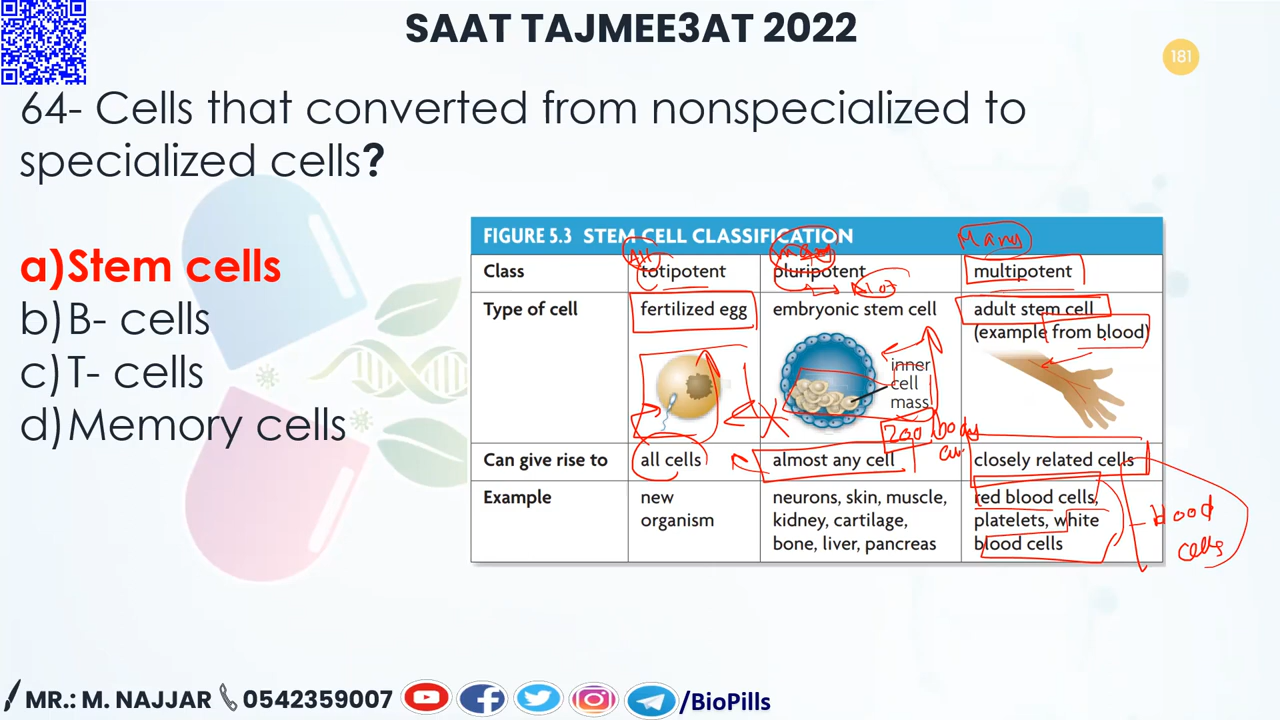 SAAT TAJMEE3AT 2022
181
64- Cells that converted from nonspecialized to
specialized cells?
a)Stem cells
b)B- cells
c)T- cells
d)Memory cells
FIGURE 5.3 STEM CELL CLASSIFICATION
All
Many
Class
totipotent
pluripotent
multipotent
Type of cell
fertilized egg
embryonic stem cell
adult stem cell
(example from blood)
inner
cell
mass
200 body
Can give rise to
all cells
almost any cell
closely related cells
Example
new
organism
neurons, skin, muscle,
kidney, cartilage,
bone, liver, pancreas
red blood cells,
platelets, white
blood cells
blood
cells
MR.: M. NAJJAR 0542359007 /BioPills